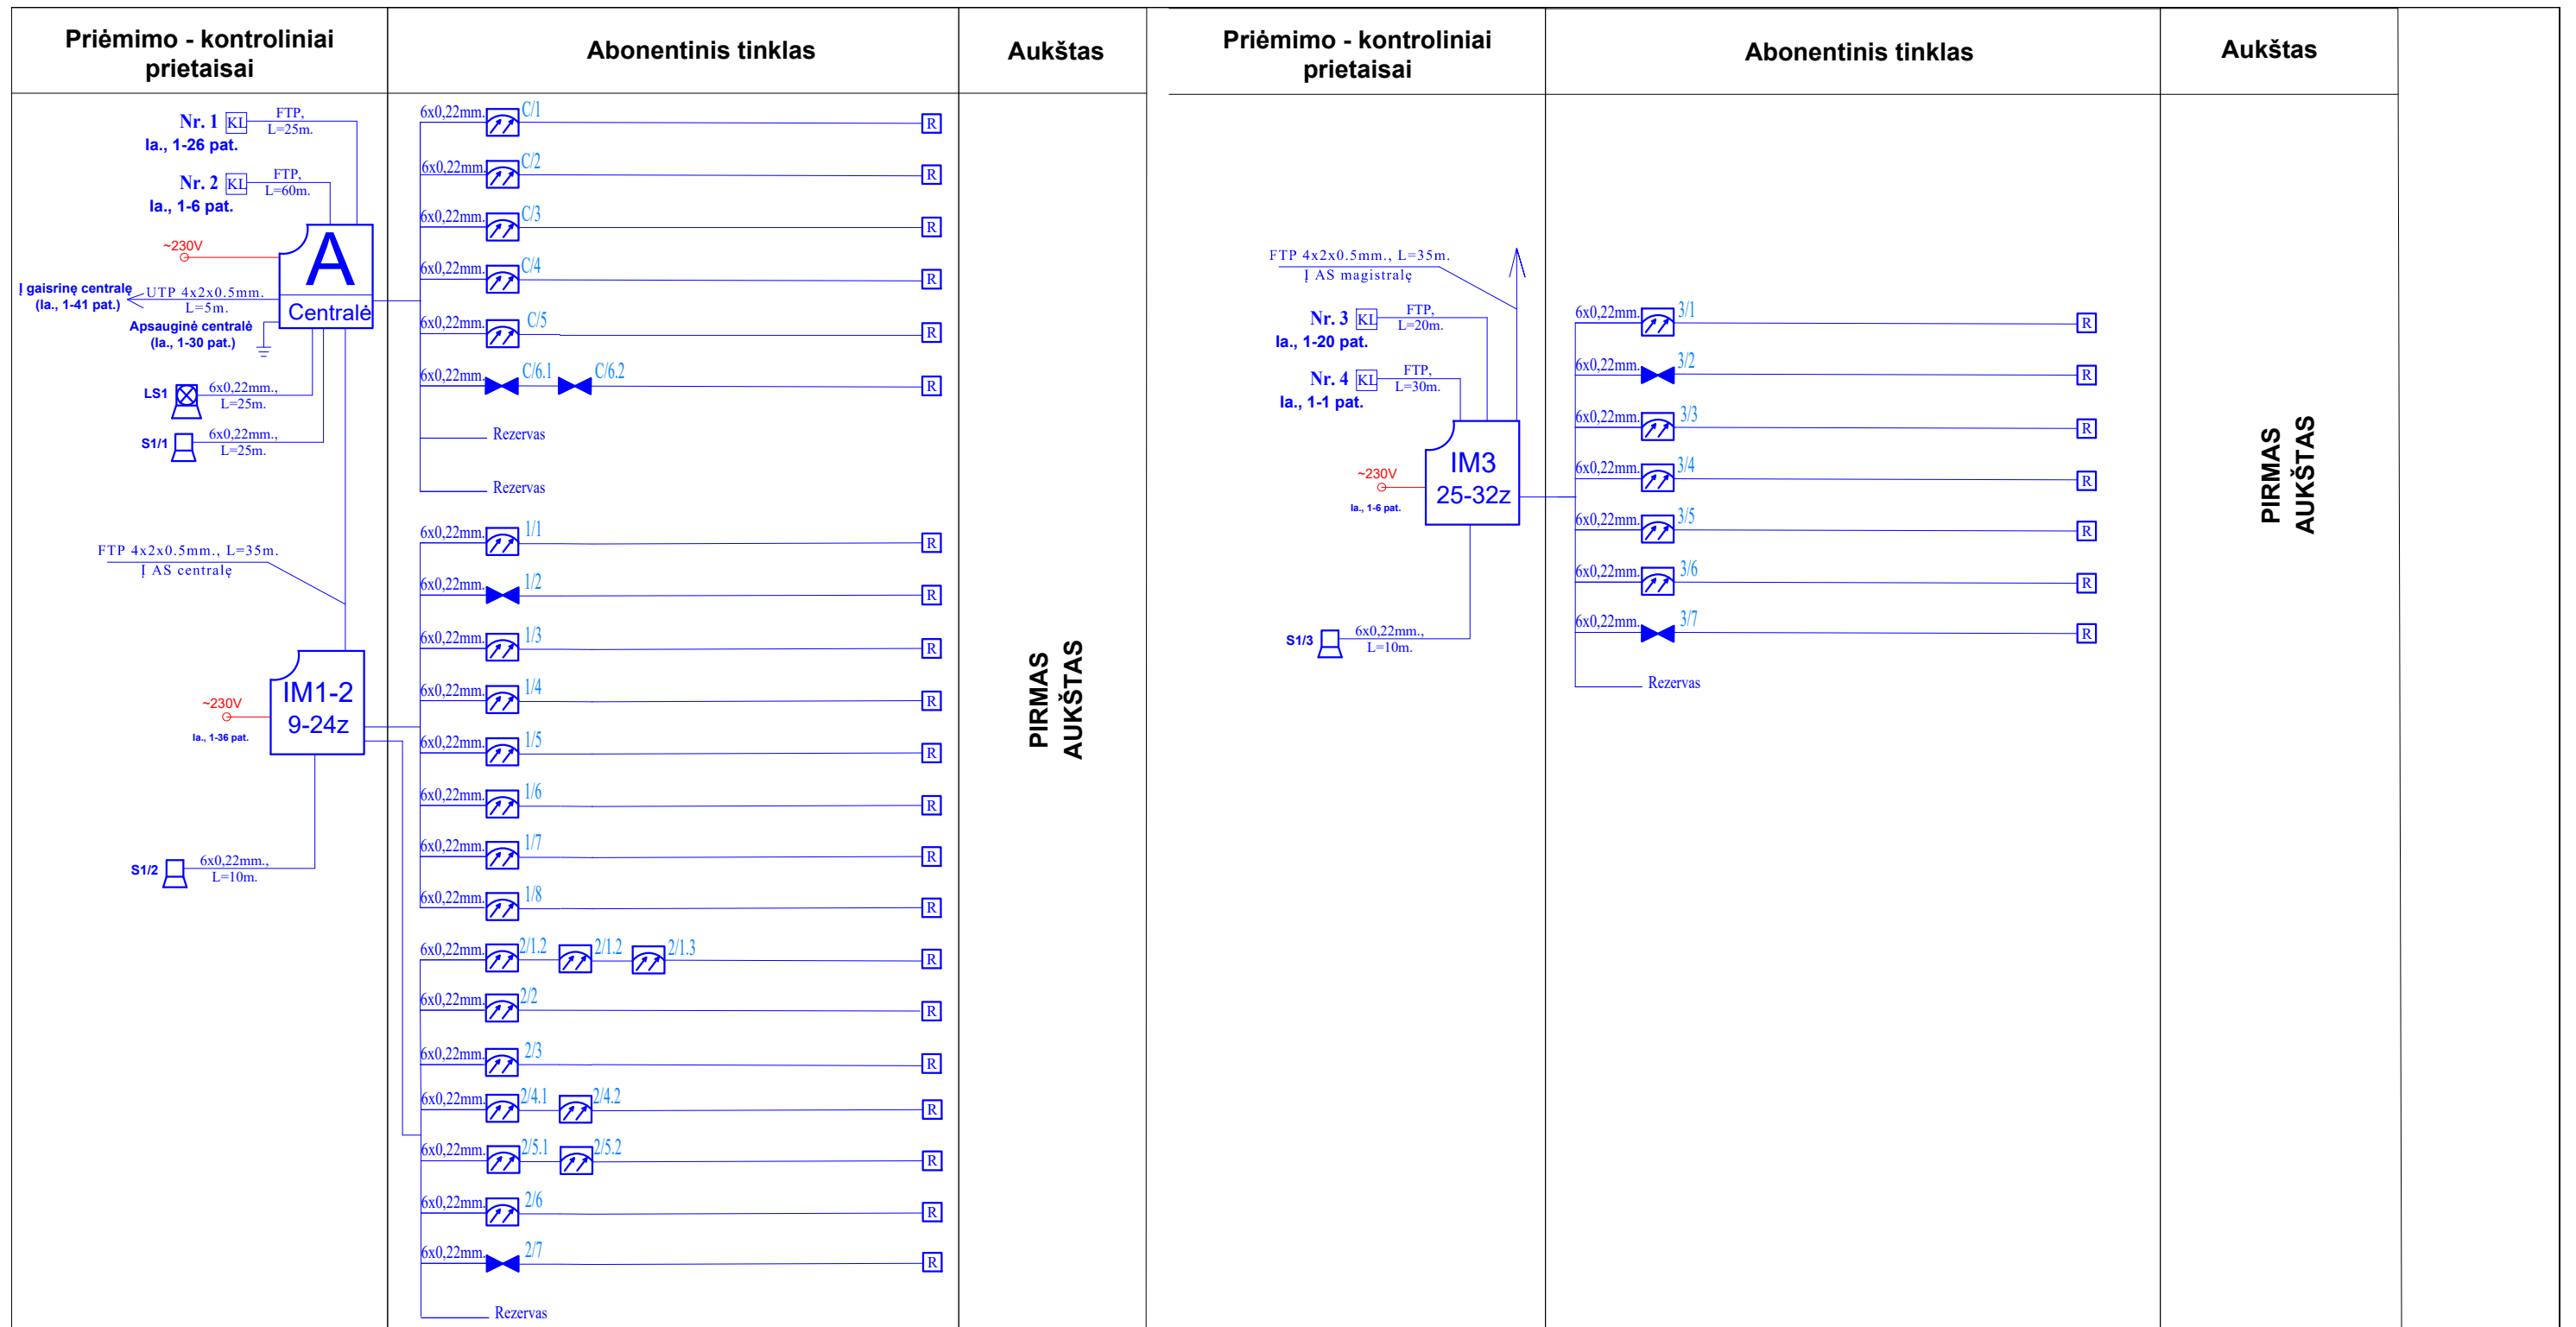 Priėmimo - kontroliniai
prietaisai
Abonentinis tinklas
Aukštas
Nr. 1 KL FTP,
L=25m.
Ia., 1-26 pat.
Nr. 2 KL FTP,
L=60m.
Ia., 1-6 pat.
~230V
A
Centralė
Į gaisrinę centralę
(Ia., 1-41 pat.)
UTP 4x2x0.5mm.
L=5m.
Apsauginė centralė
(Ia., 1-30 pat.)
LS1 6x0,22mm.,
L=25m.
S1/1 6x0,22mm.,
L=25m.
FTP 4x2x0.5mm., L=35m.
Į AS centralę
~230V
Ia., 1-36 pat.
IM1-2
9-24z
S1/2 6x0,22mm.,
L=10m.
6x0,22mm. C/1 R
6x0,22mm. C/2 R
6x0,22mm. C/3 R
6x0,22mm. C/4 R
6x0,22mm. C/5 R
6x0,22mm. C/6.1 C/6.2 R
Rezervas
Rezervas
6x0,22mm. 1/1 R
6x0,22mm. 1/2 R
6x0,22mm. 1/3 R
6x0,22mm. 1/4 R
6x0,22mm. 1/5 R
6x0,22mm. 1/6 R
6x0,22mm. 1/7 R
6x0,22mm. 1/8 R
6x0,22mm. 2/1.2 2/1.2 2/1.3 R
6x0,22mm. 2/2 R
6x0,22mm. 2/3 R
6x0,22mm. 2/4.1 2/4.2 R
6x0,22mm. 2/5.1 2/5.2 R
6x0,22mm. 2/6 R
6x0,22mm. 2/7 R
Rezervas
PIRMAS
AUKŠTAS
Priėmimo - kontroliniai
prietaisai
Abonentinis tinklas
Aukštas
FTP 4x2x0.5mm., L=35m.
Į AS magistralę
Nr. 3 KL FTP,
L=20m.
Ia., 1-20 pat.
Nr. 4 KL FTP,
L=30m.
Ia., 1-1 pat.
~230V
Ia., 1-6 pat.
IM3
25-32z
S1/3 6x0,22mm.,
L=10m.
6x0,22mm. 3/1 R
6x0,22mm. 3/2 R
6x0,22mm. 3/3 R
6x0,22mm. 3/4 R
6x0,22mm. 3/5 R
6x0,22mm. 3/6 R
6x0,22mm. 3/7 R
Rezervas
PIRMAS
AUKŠTAS